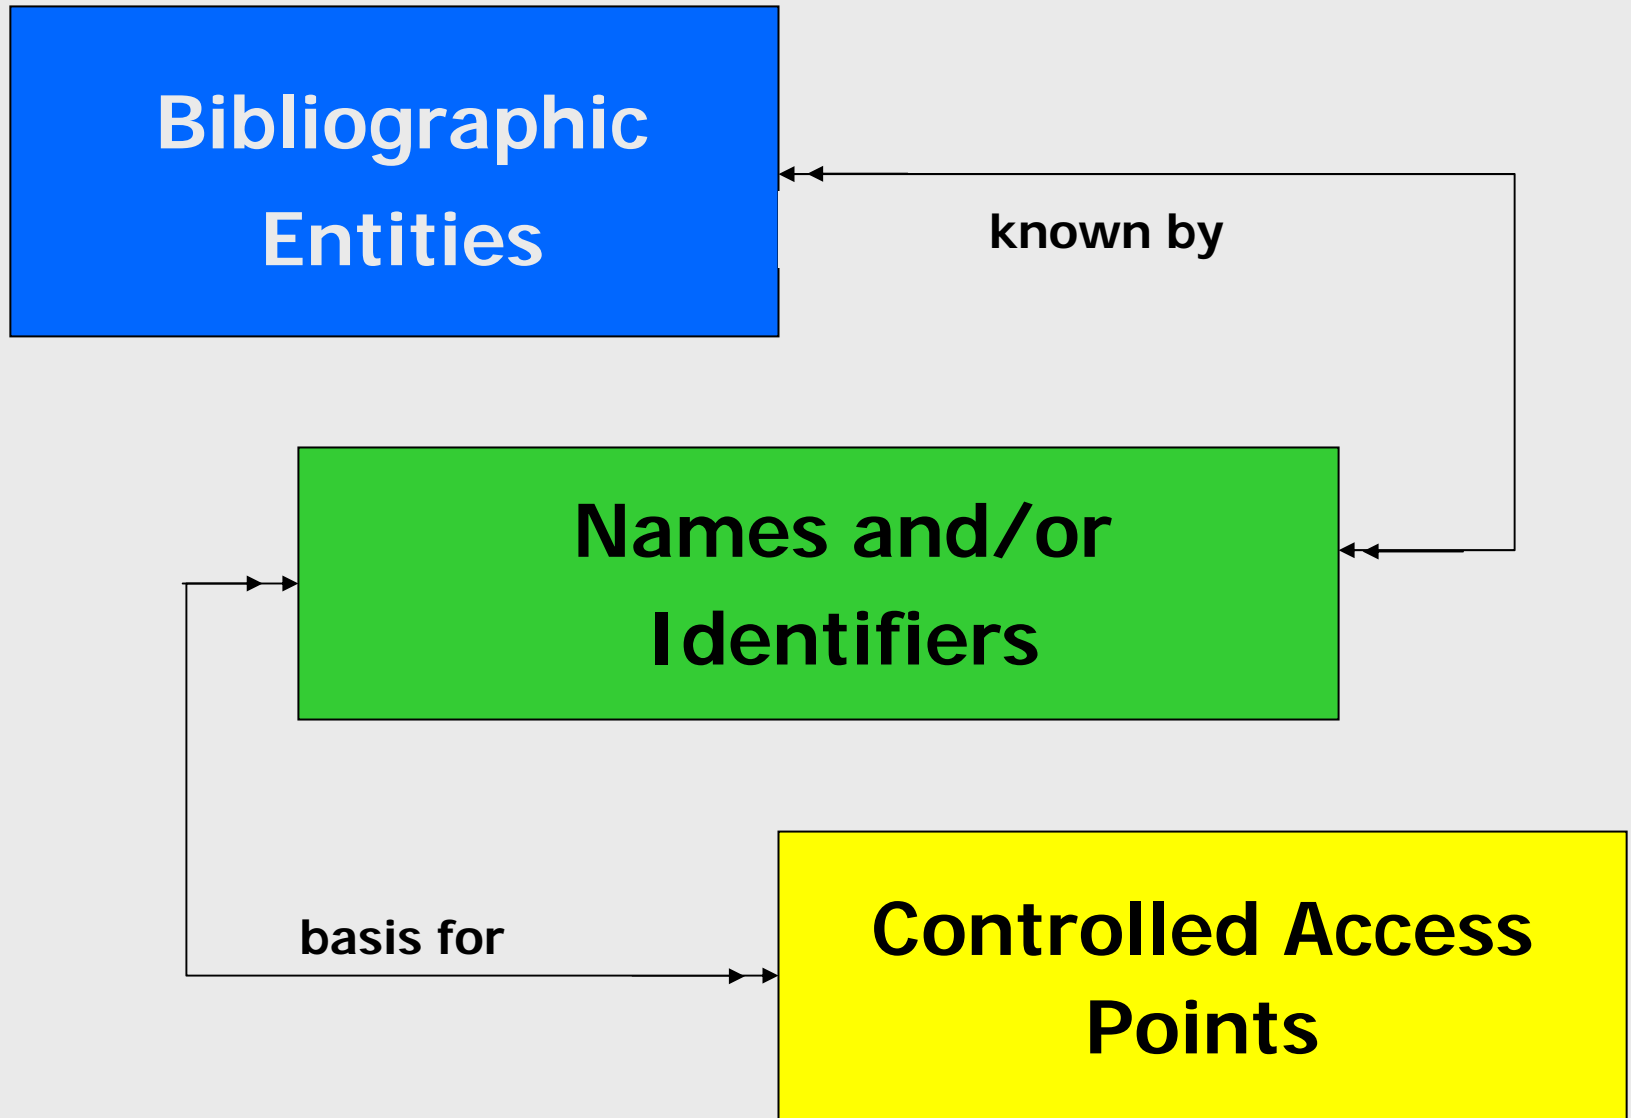 Bibliographic
Entities
known by
Names and/or
Identifiers
basis for
Controlled Access
Points